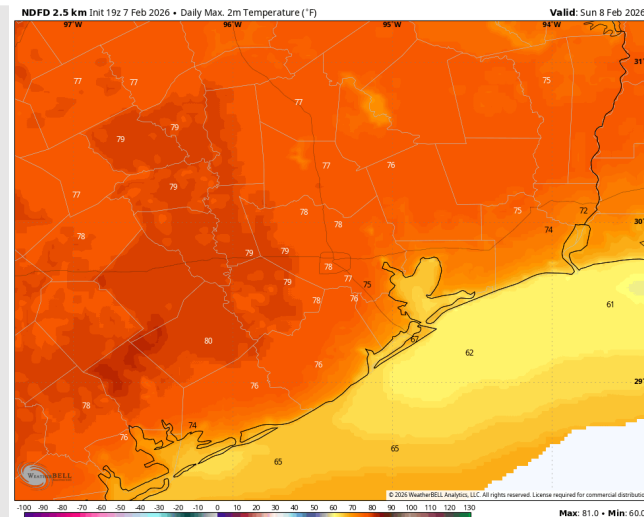 NDFD 2.5 km Init 19z 7 Feb 2026 • Daily Max. 2m Temperature (°F)
Valid: Sun 8 Feb 2026
97°W 96°W 95°W 94°W
31°
77 77 75
77
79 79
77 76
79
77
78 75 72
78 30°
78 74
79 79
78
79 77 75
78 76 61
67
80 62
76
29°
76
78
74
76
65
65
WeatherBELL
© 2026 WeatherBELL Analytics, LLC. All rights reserved. License required for commercial distributio
-100 -90 -80 -70 -60 -50 -40 -30 -20 -10 0 10 20 30 40 50 60 70 80 90 100 110 120 130
Max: 81.0 • Min: 60.